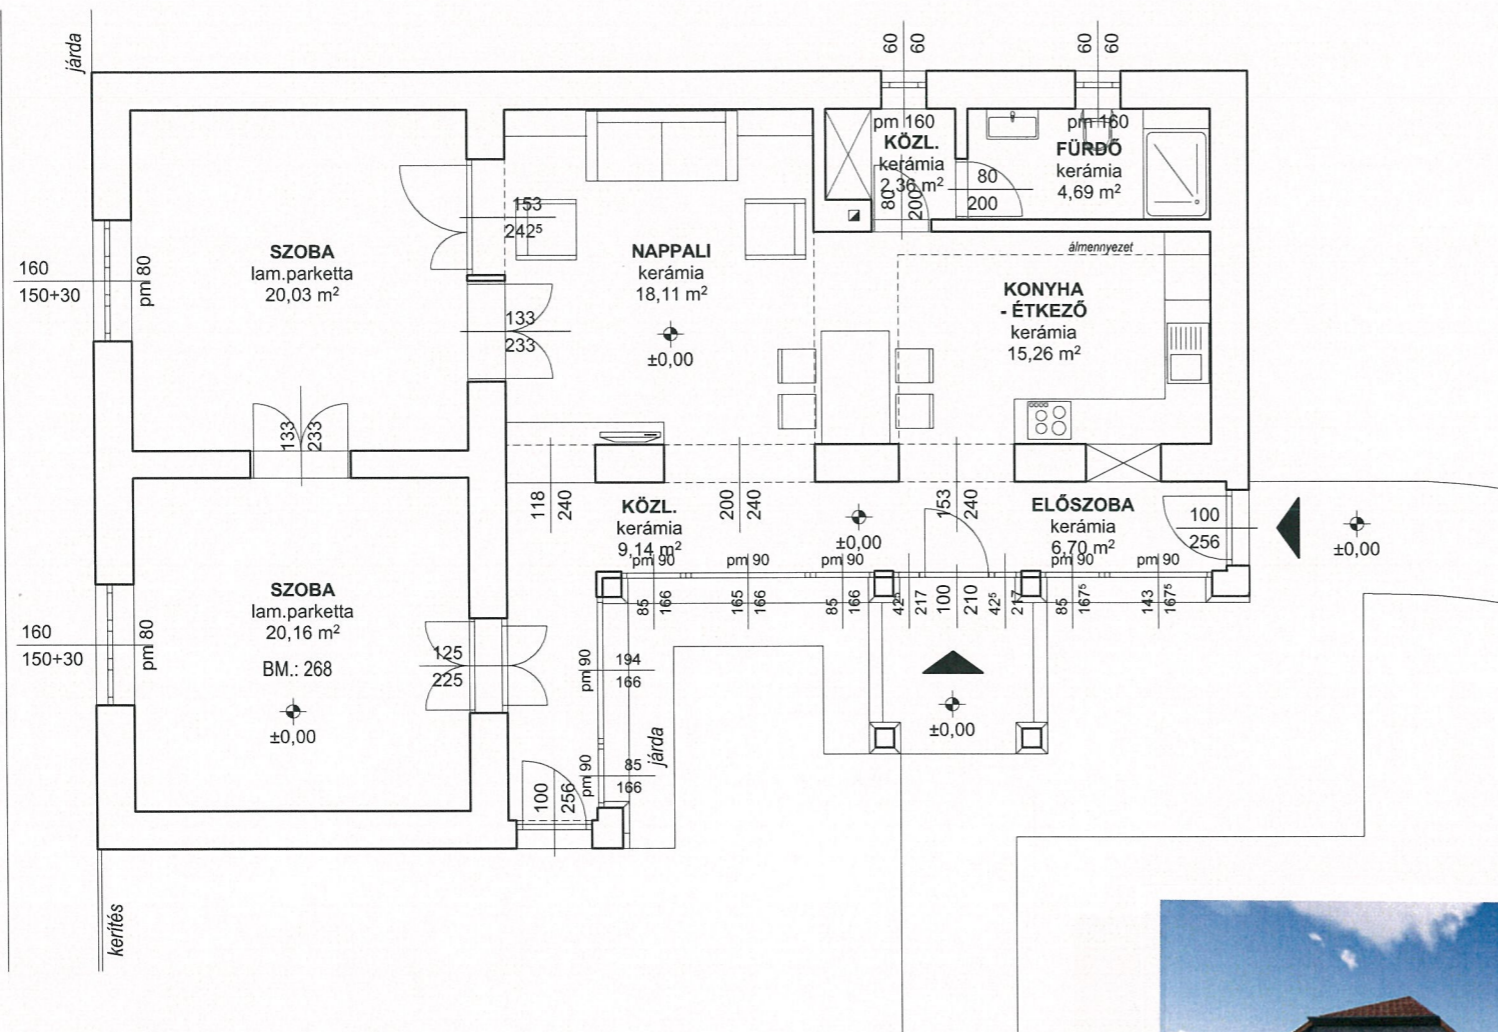 járda
60
60
60
60
pm 160
KÖZL.
kerámia
2,36 m²
80
200
pm 160
FÜRDŐ
kerámia
4,69 m²
80
200
153
242⁵
SZOBA
lam.parketta
20,03 m²
160
150+30
pm 80
NAPPALI
kerámia
18,11 m²
±0,00
133
233
álmennyezet
KONYHA
- ÉTKEZŐ
kerámia
15,26 m²
133
233
118
240
KÖZL.
kerámia
9,14 m²
200
240
±0,00
153
240
ELŐSZOBA
kerámia
6,70 m²
100
256
±0,00
pm 90
pm 90
pm 90
pm 90
pm 90
85
166
165
166
85
166
42⁵
217
100
210
42⁵
217
85
167⁵
143
167⁵
SZOBA
lam.parketta
20,16 m²
BM.: 268
±0,00
160
150+30
pm 80
125
225
pm 90
194
166
±0,00
járda
pm 90
85
166
100
256
kerítés